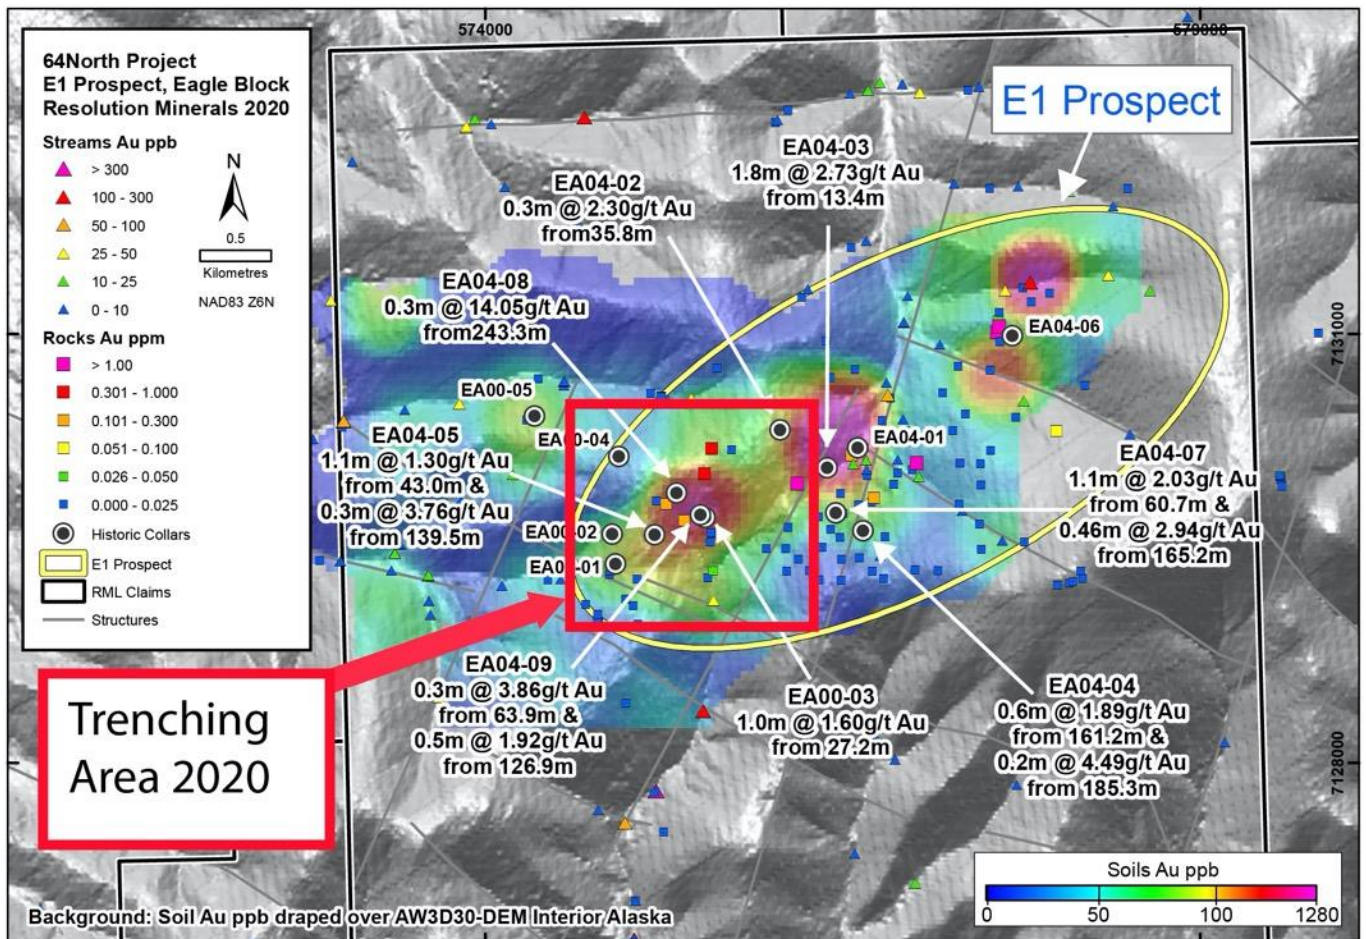 574000
579000
64North Project
E1 Prospect, Eagle Block
Resolution Minerals 2020
Streams Au ppb
> 300
100 - 300
50 - 100
25 - 50
10 - 25
0 - 10
N
0.5
Kilometres
NAD83 Z6N
Rocks Au ppm
> 1.00
0.301 - 1.000
0.101 - 0.300
0.051 - 0.100
0.026 - 0.050
0.000 - 0.025
Historic Collars
E1 Prospect
RML Claims
Structures
E1 Prospect
EA04-03
1.8m @ 2.73g/t Au
from 13.4m
EA04-02
0.3m @ 2.30g/t Au
from35.8m
EA04-08
0.3m @ 14.05g/t Au
from243.3m
EA04-06
7131000
EA00-05
EA00-04
EA04-05
1.1m @ 1.30g/t Au
from 43.0m &
0.3m @ 3.76g/t Au
from 139.5m
EA04-01
EA04-07
1.1m @ 2.03g/t Au
from 60.7m &
0.46m @ 2.94g/t Au
from 165.2m
EA00-02
EA00-01
EA04-09
0.3m @ 3.86g/t Au
from 63.9m &
0.5m @ 1.92g/t Au
from 126.9m
EA00-03
1.0m @ 1.60g/t Au
from 27.2m
EA04-04
0.6m @ 1.89g/t Au
from 161.2m &
0.2m @ 4.49g/t Au
from 185.3m
7128000
Trenching
Area 2020
Soils Au ppb
0 50 100 1280
Background: Soil Au ppb draped over AW3D30-DEM Interior Alaska